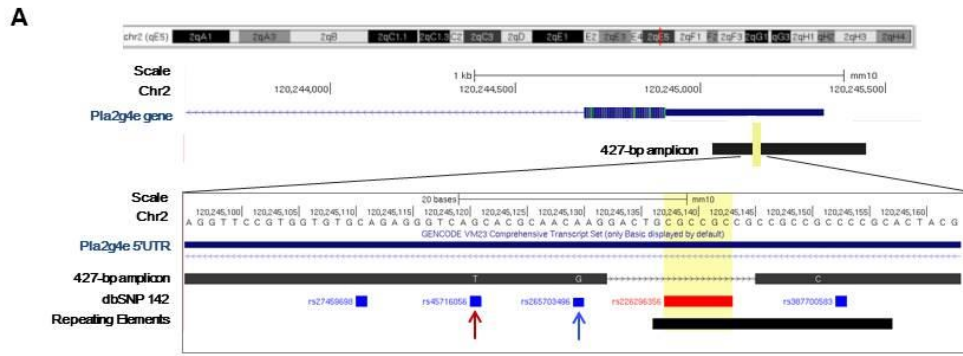 A
chr2 (qE5) 2qA1 2qA3 2qB 2qC1.1 2qC1.3 C2 2qC3 2qD 2qE1 E2 2qE3 E4 2qE5 2qF1 F2 2qF3 2qG1 qG3 2qH1 qH2 2qH3 2qH4
Scale 1 kb mm10
Chr2 120,244,000 120,244,500 120,245,000 120,245,500
Pla2g4e gene
427-bp amplicon
Scale 20 bases mm10
Chr2 120,245,100 120,245,105 120,245,110 120,245,115 120,245,120 120,245,125 120,245,130 120,245,135 120,245,140 120,245,145 120,245,150 120,245,155 120,245,160
A G G T T C C G T G G T G T G C A G A G G G T C A G C A C G C A A C A G G A C T G C G C C G C C G C C G C C G C C C C G C A C T A C G
GENCODE VM23 Comprehensive Transcript Set (only Basic displayed by default)
Pla2g4e 5'UTR
427-bp amplicon T G C
dbSNP 142 rs27459698 rs45716056 rs265703496 rs226296356 rs387700583
Repeating Elements